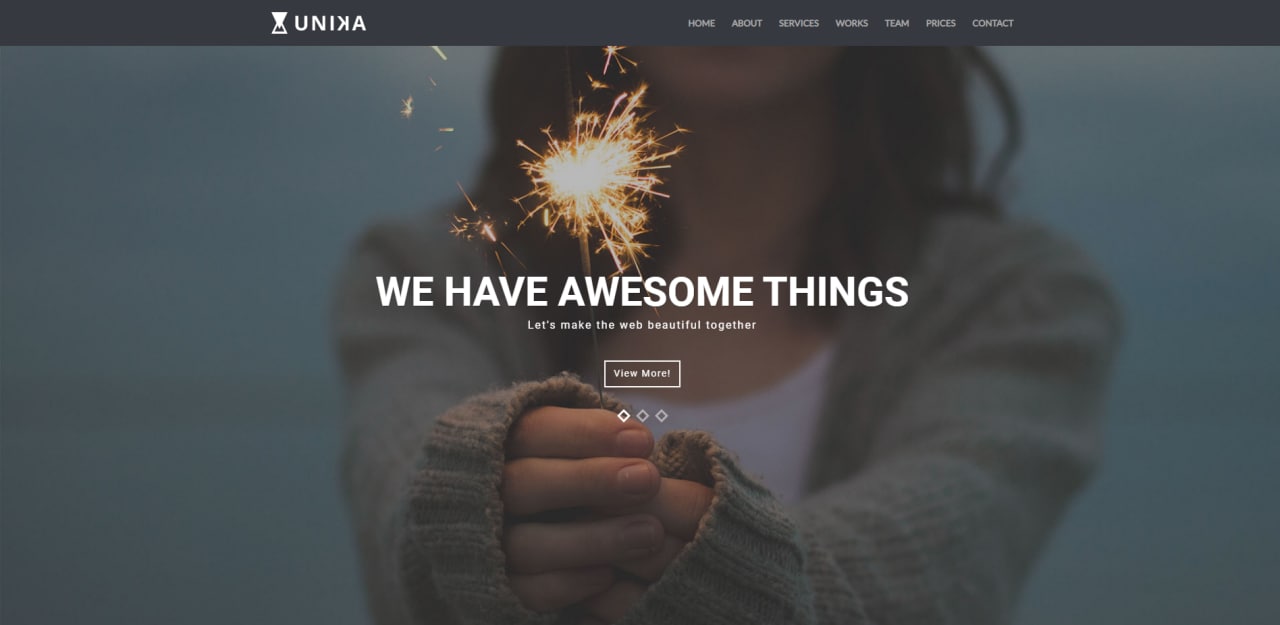 UNIKA
HOME ABOUT SERVICES WORKS TEAM PRICES CONTACT
WE HAVE AWESOME THINGS
Let's make the web beautiful together
View More!